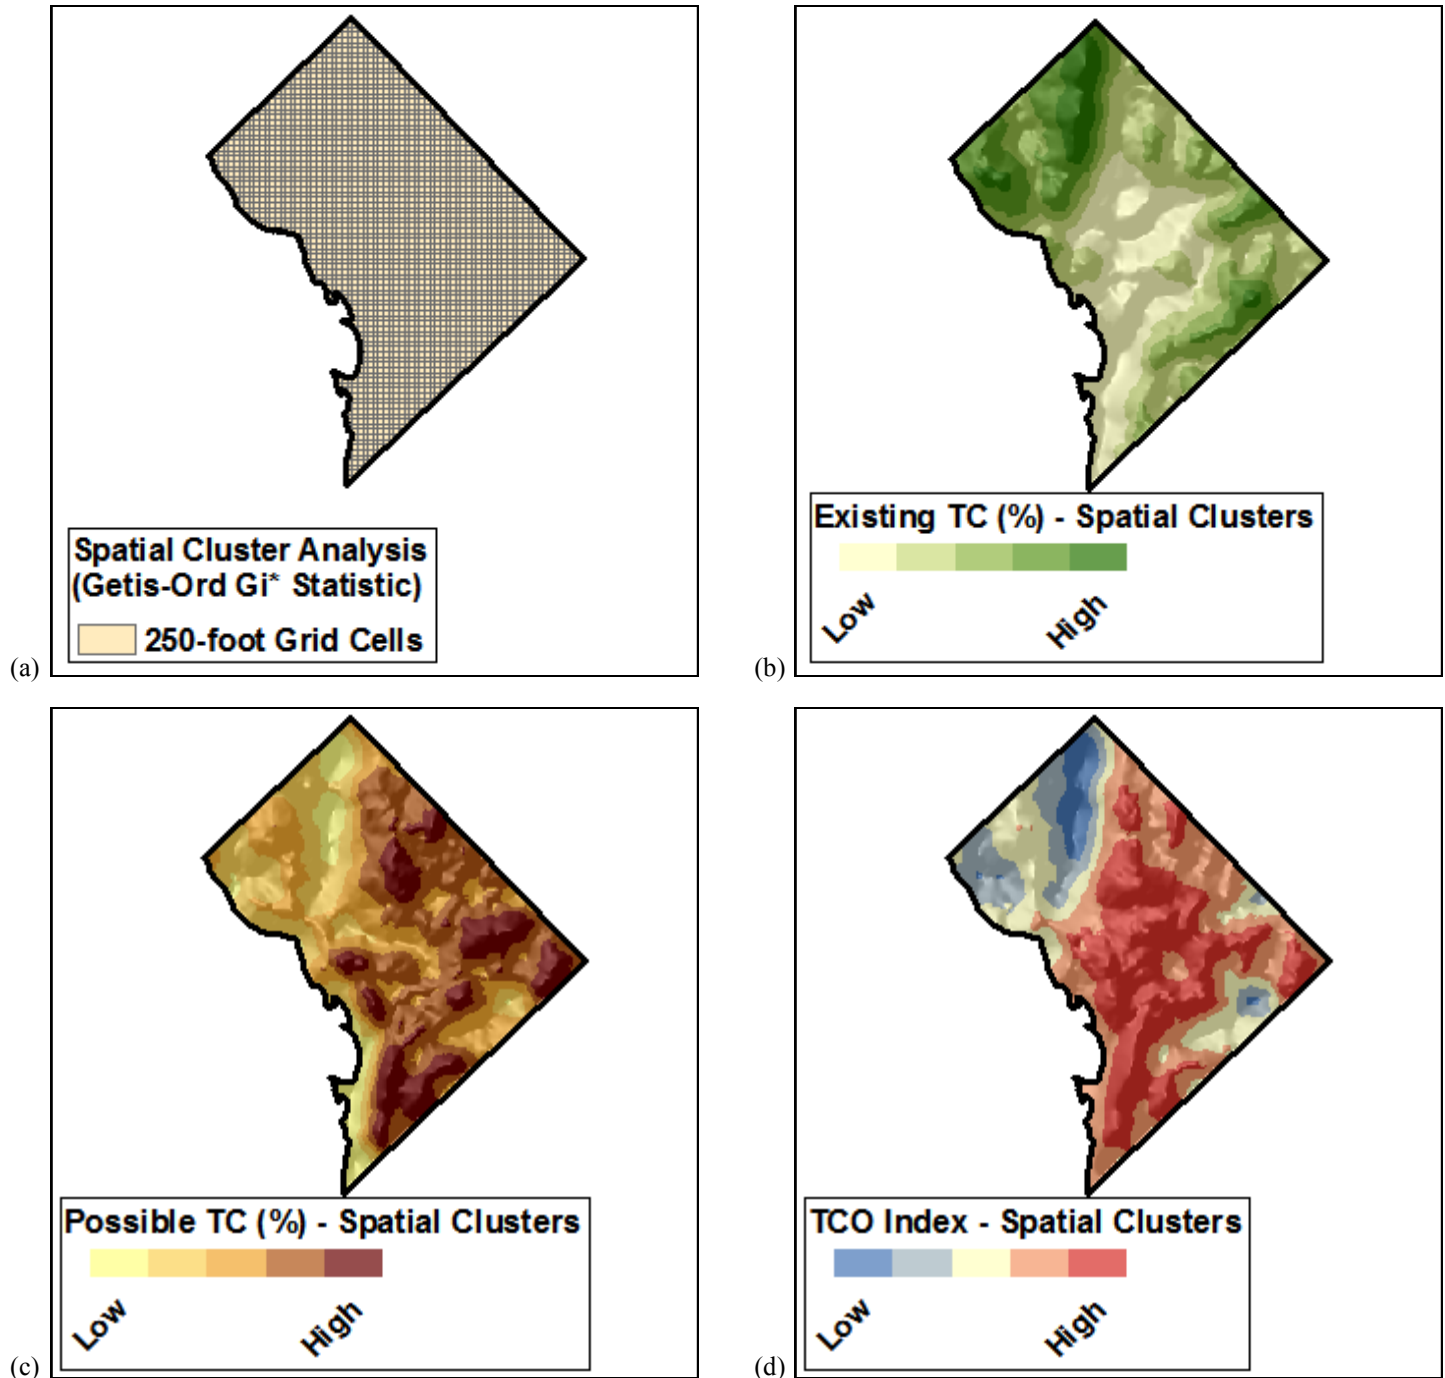 Spatial Cluster Analysis
(Getis-Ord Gi* Statistic)
250-foot Grid Cells
(a)
Existing TC (%) - Spatial Clusters
Low
High
(b)
Possible TC (%) - Spatial Clusters
Low
High
(c)
TCO Index - Spatial Clusters
Low
High
(d)